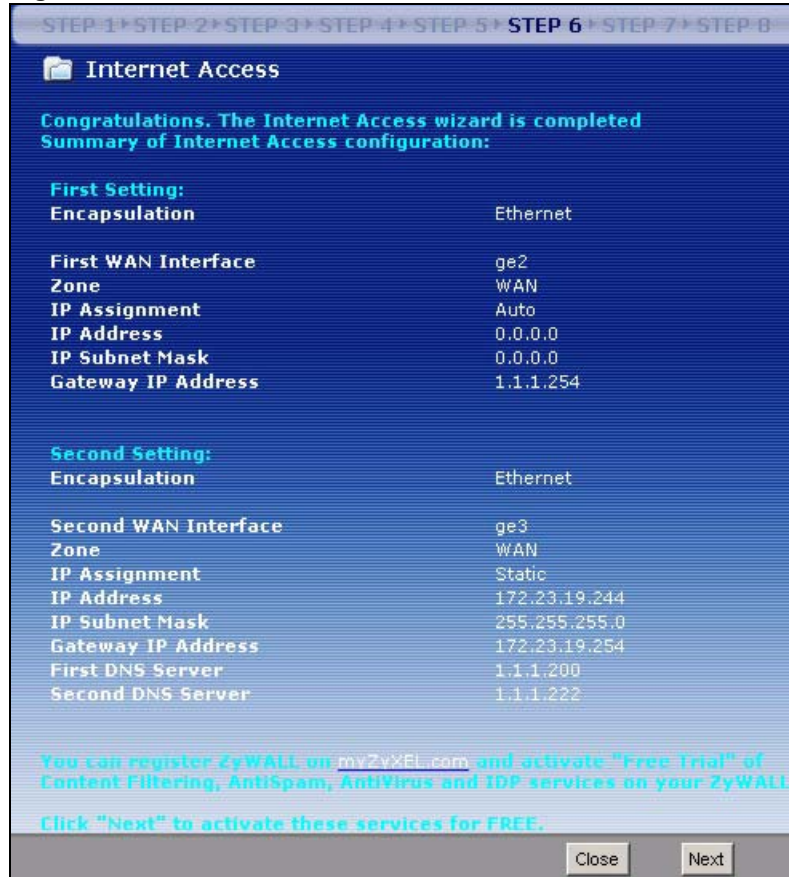 STEP 1 STEP 2 STEP 3 STEP 4 STEP 5 STEP 6 STEP 7 STEP 8
Internet Access
Congratulations. The Internet Access wizard is completed
Summary of Internet Access configuration:
First Setting:
Encapsulation Ethernet
First WAN Interface ge2
Zone WAN
IP Assignment Auto
IP Address 0.0.0.0
IP Subnet Mask 0.0.0.0
Gateway IP Address 1.1.1.254
Second Setting:
Encapsulation Ethernet
Second WAN Interface ge3
Zone WAN
IP Assignment Static
IP Address 172.23.19.244
IP Subnet Mask 255.255.255.0
Gateway IP Address 172.23.19.254
First DNS Server 1.1.1.200
Second DNS Server 1.1.1.222
You can register ZyWALL on myZyXEL.com and activate "Free Trial" of
Content Filtering, AntiSpam, AntiVirus and IDP services on your ZyWALL
Click "Next" to activate these services for FREE.
Close Next